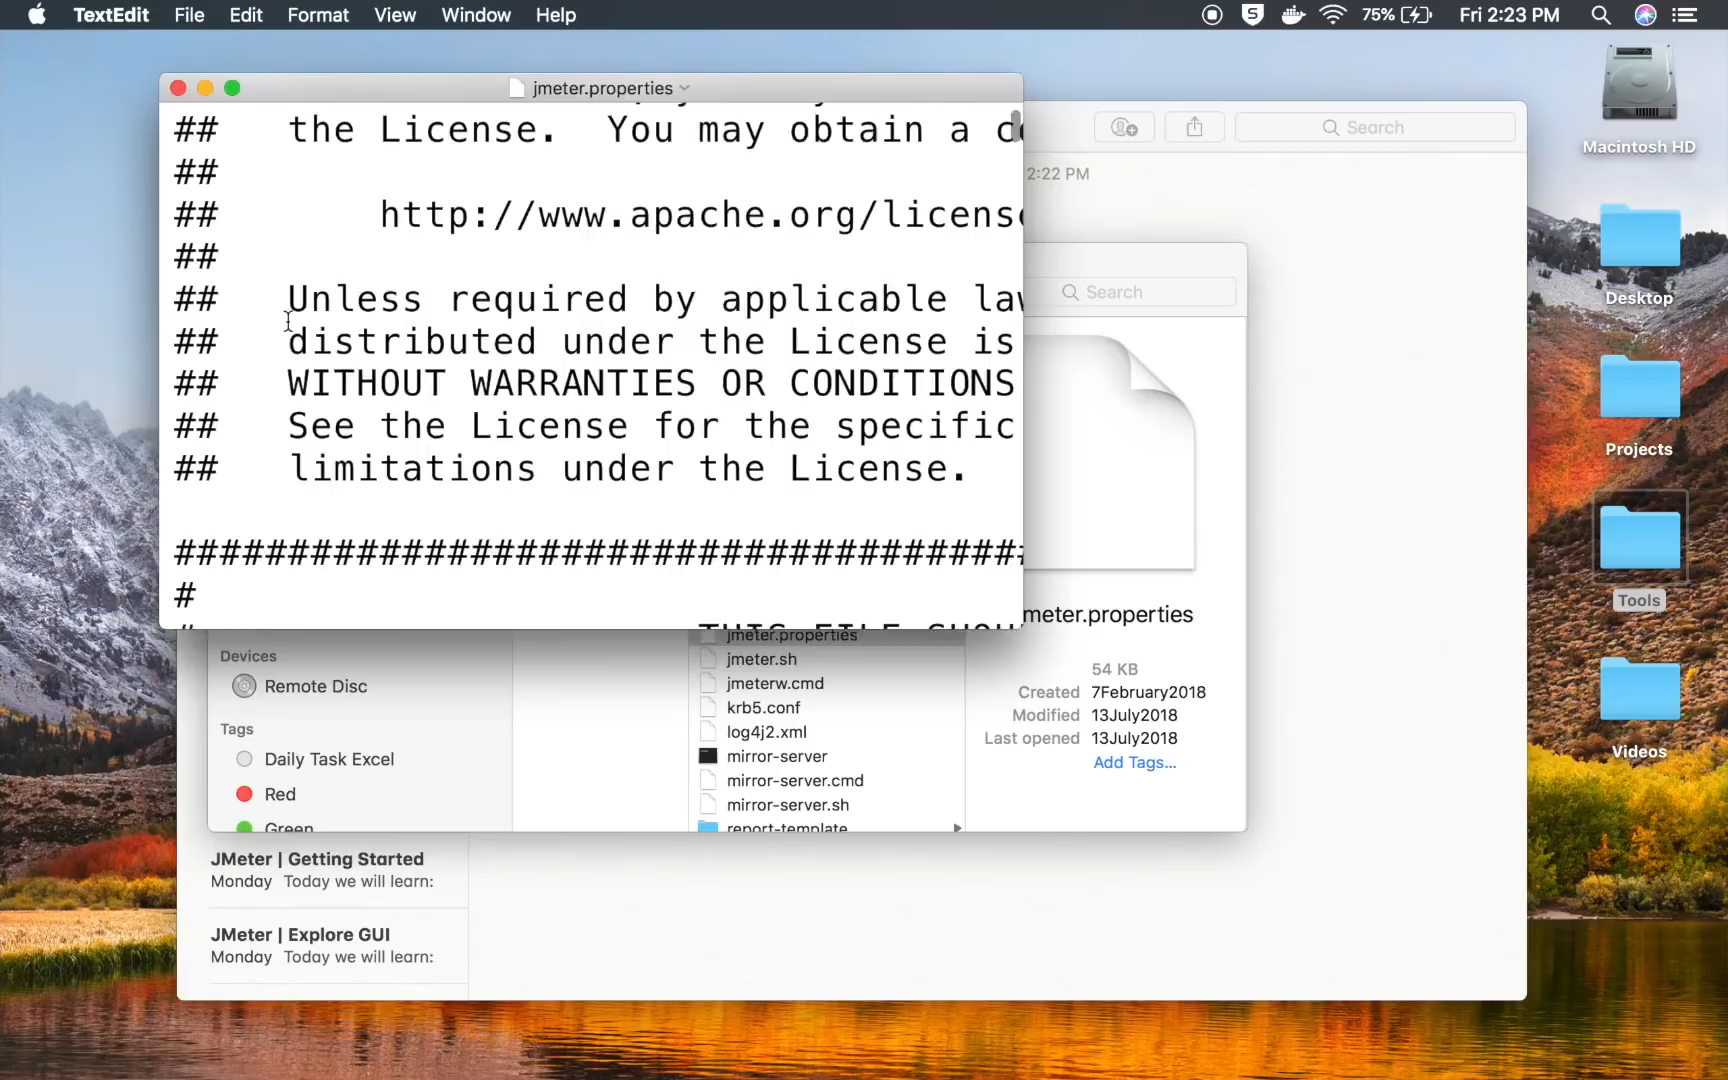 TextEdit File Edit Format View Window Help 75% Fri 2:23 PM
jmeter.properties
## the License. You may obtain a c
##
## http://www.apache.org/licens
##
## Unless required by applicable la
## distributed under the License is
## WITHOUT WARRANTIES OR CONDITIONS
## See the License for the specific
## limitations under the License.
#####################################
#
# THIS FILE SHOU
Search
2:22 PM
Search
meter.properties
54 KB
Created 7February2018
Modified 13July2018
Last opened 13July2018
Add Tags...
jmeter.properties
jmeter.sh
jmeterw.cmd
krb5.conf
log4j2.xml
mirror-server
mirror-server.cmd
mirror-server.sh
report-template
Devices
Remote Disc
Tags
Daily Task Excel
Red
Green
JMeter | Getting Started
Monday Today we will learn:
JMeter | Explore GUI
Monday Today we will learn:
Macintosh HD
Desktop
Projects
Tools
Videos